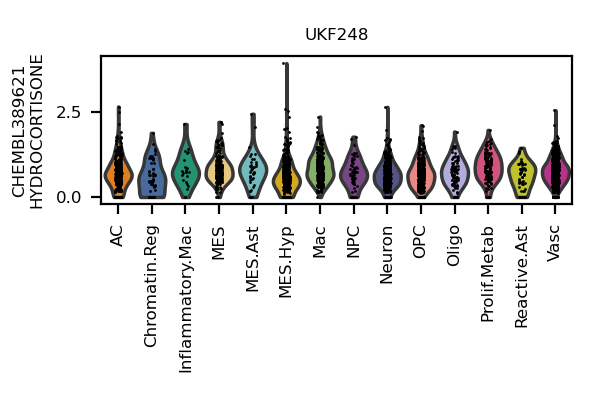 UKF248
CHEMBL389621
HYDROCORTISONE
2.5
0.0
AC
Chromatin.Reg
Inflammatory.Mac
MES
MES.Ast
MES.Hyp
Mac
NPC
Neuron
OPC
Oligo
Prolif.Metab
Reactive.Ast
Vasc